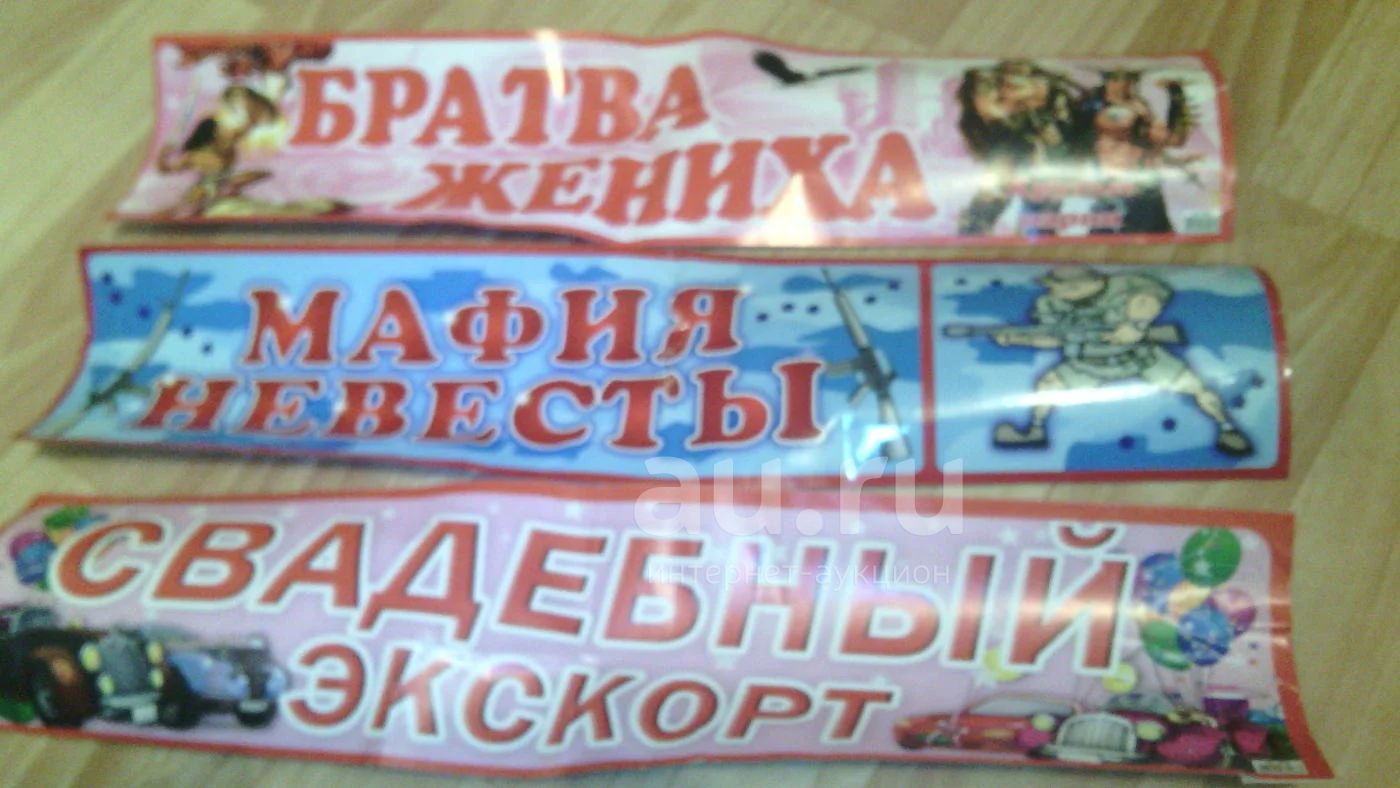 БРАТВА
ЖЕНИХА
МАФИЯ
НЕВЕСТЫ
au.ru
интернет-аукцион
СВАДЕБНЫЙ
ЭКСКОРТ